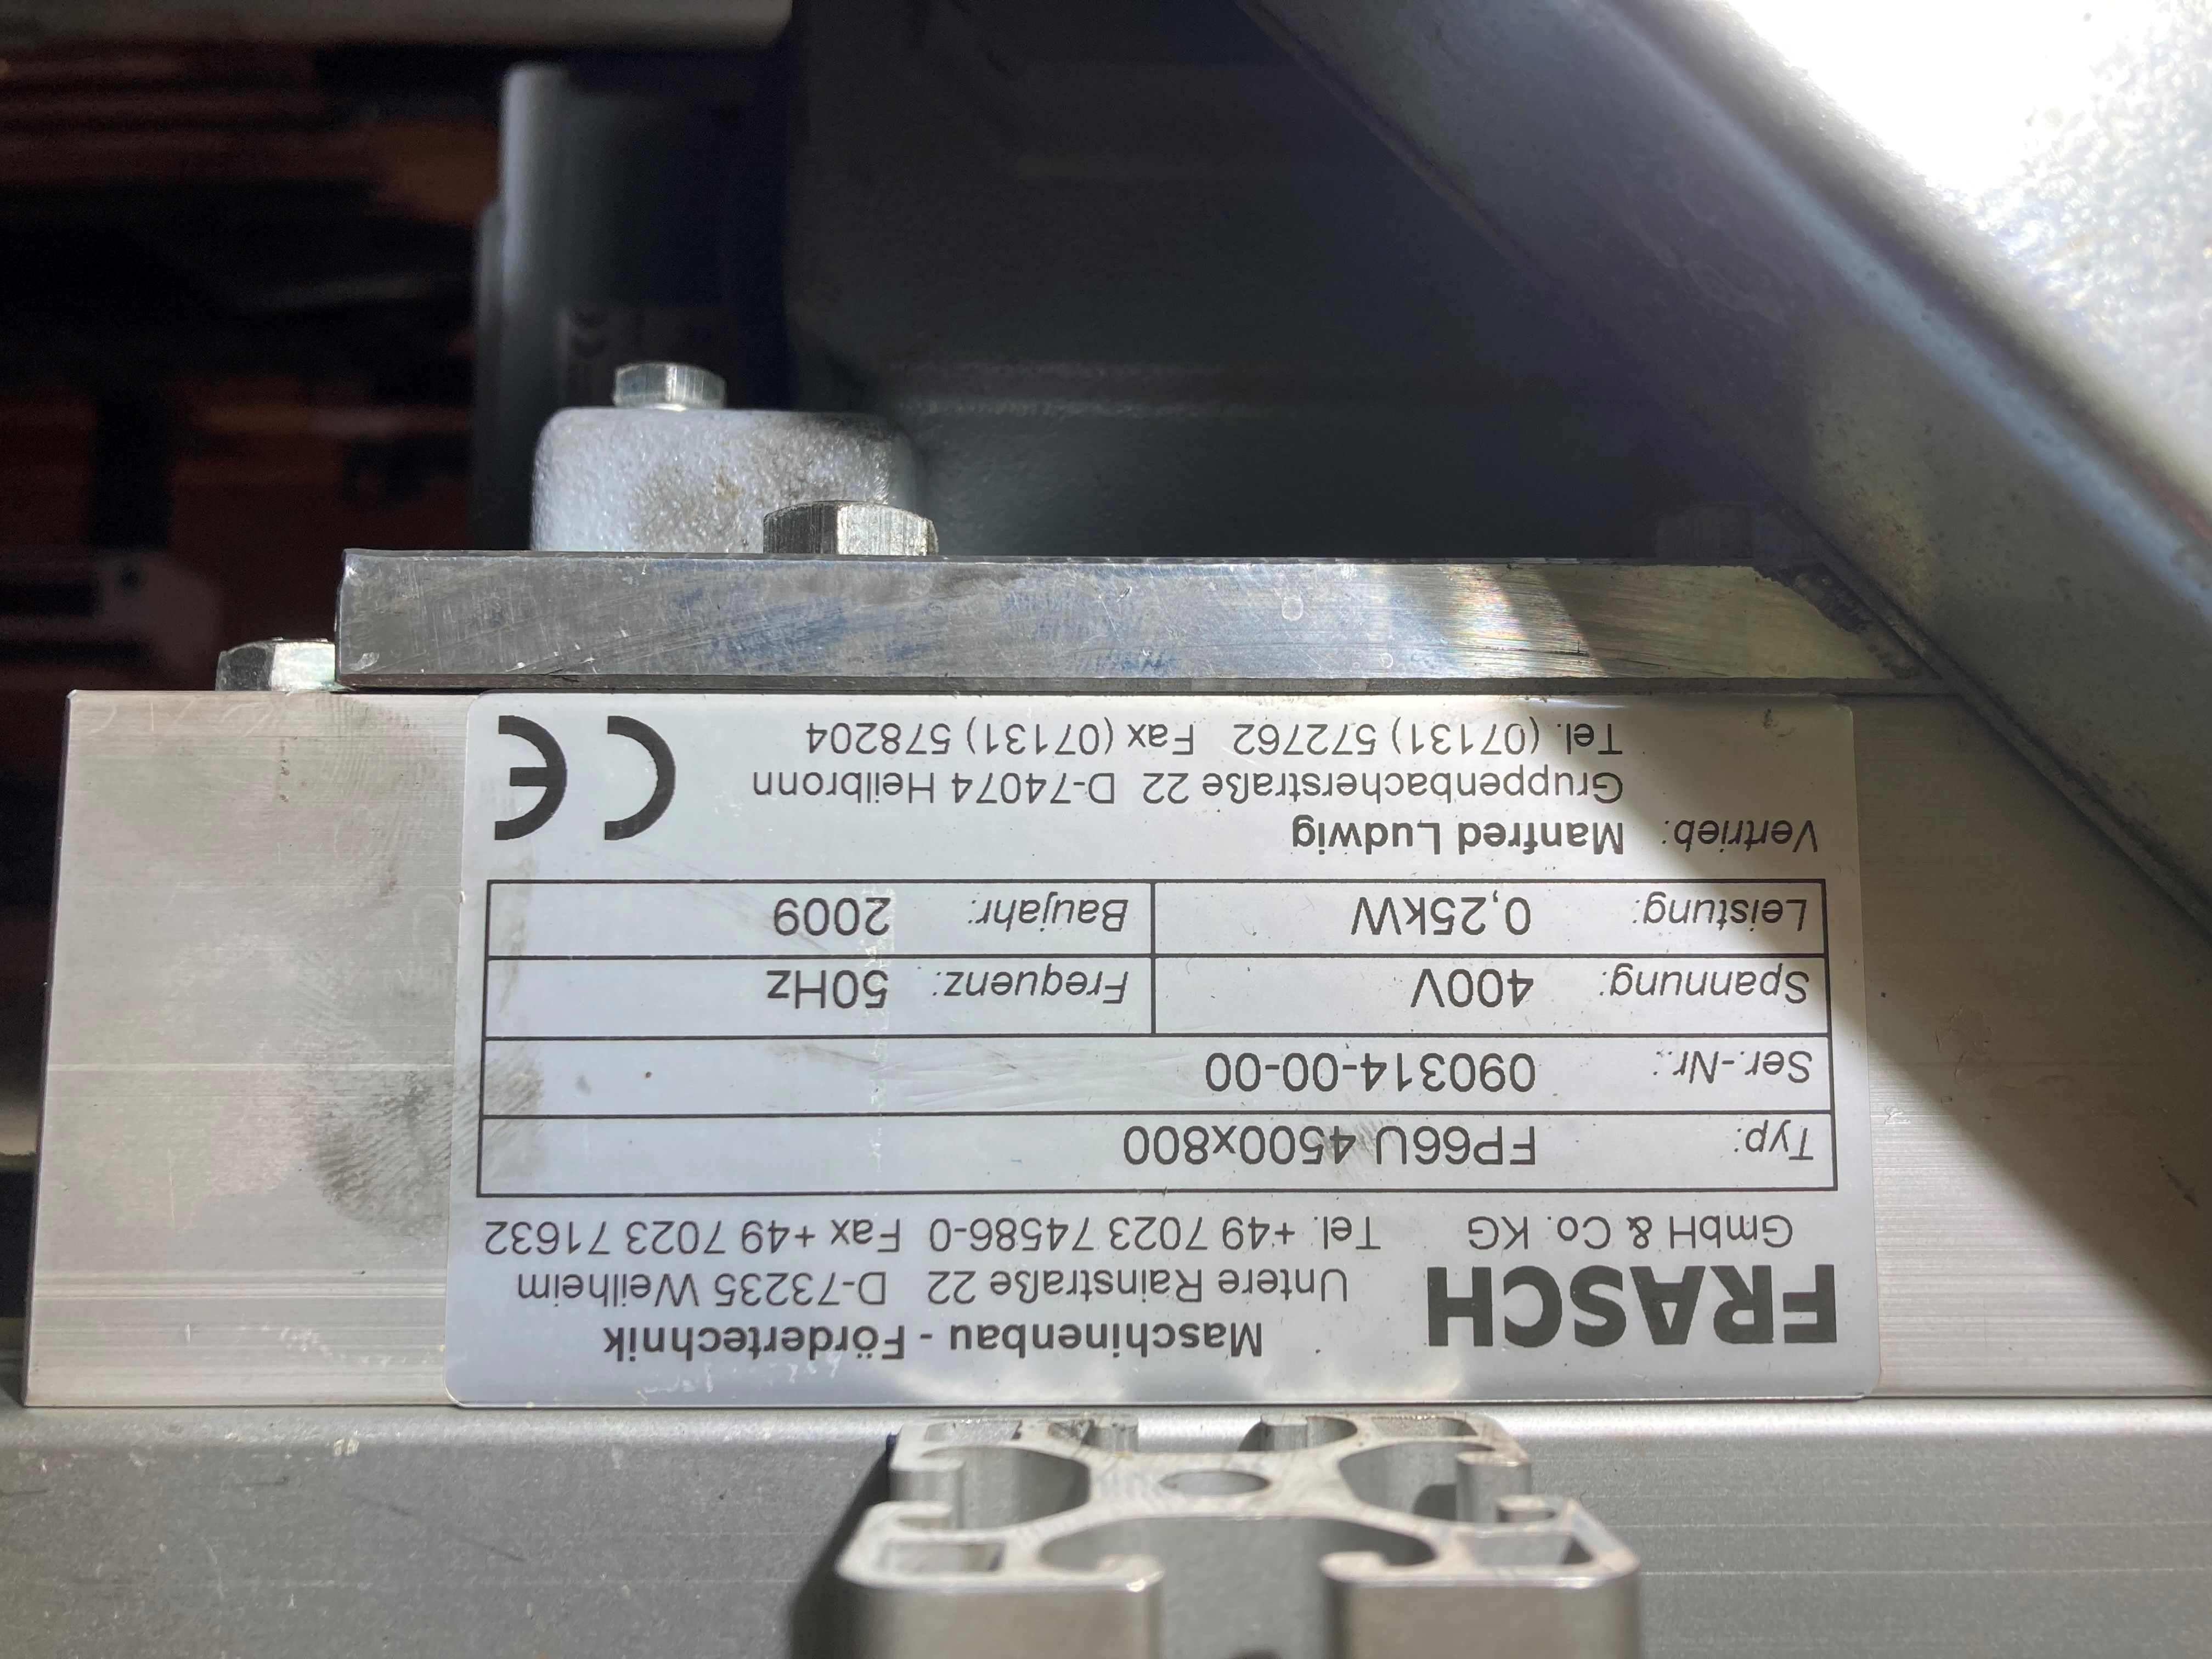 FRASCH Maschinenbau - Fördertechnik
Untere Rainstraße 22 D-73235 Weilheim
GmbH & Co. KG Tel. +49 7023 74586-0 Fax +49 7023 71632
Typ: FP66U 4500x800
Ser.-Nr.: 090314-00-00
Spannung: 400V Frequenz: 50Hz
Leistung: 0,25kW Baujahr: 2009
Vertrieb: Manfred Ludwig
Gruppenbacherstraße 22 D-74074 Heilbronn
Tel. (07131) 572762 Fax (07131) 578204
CE